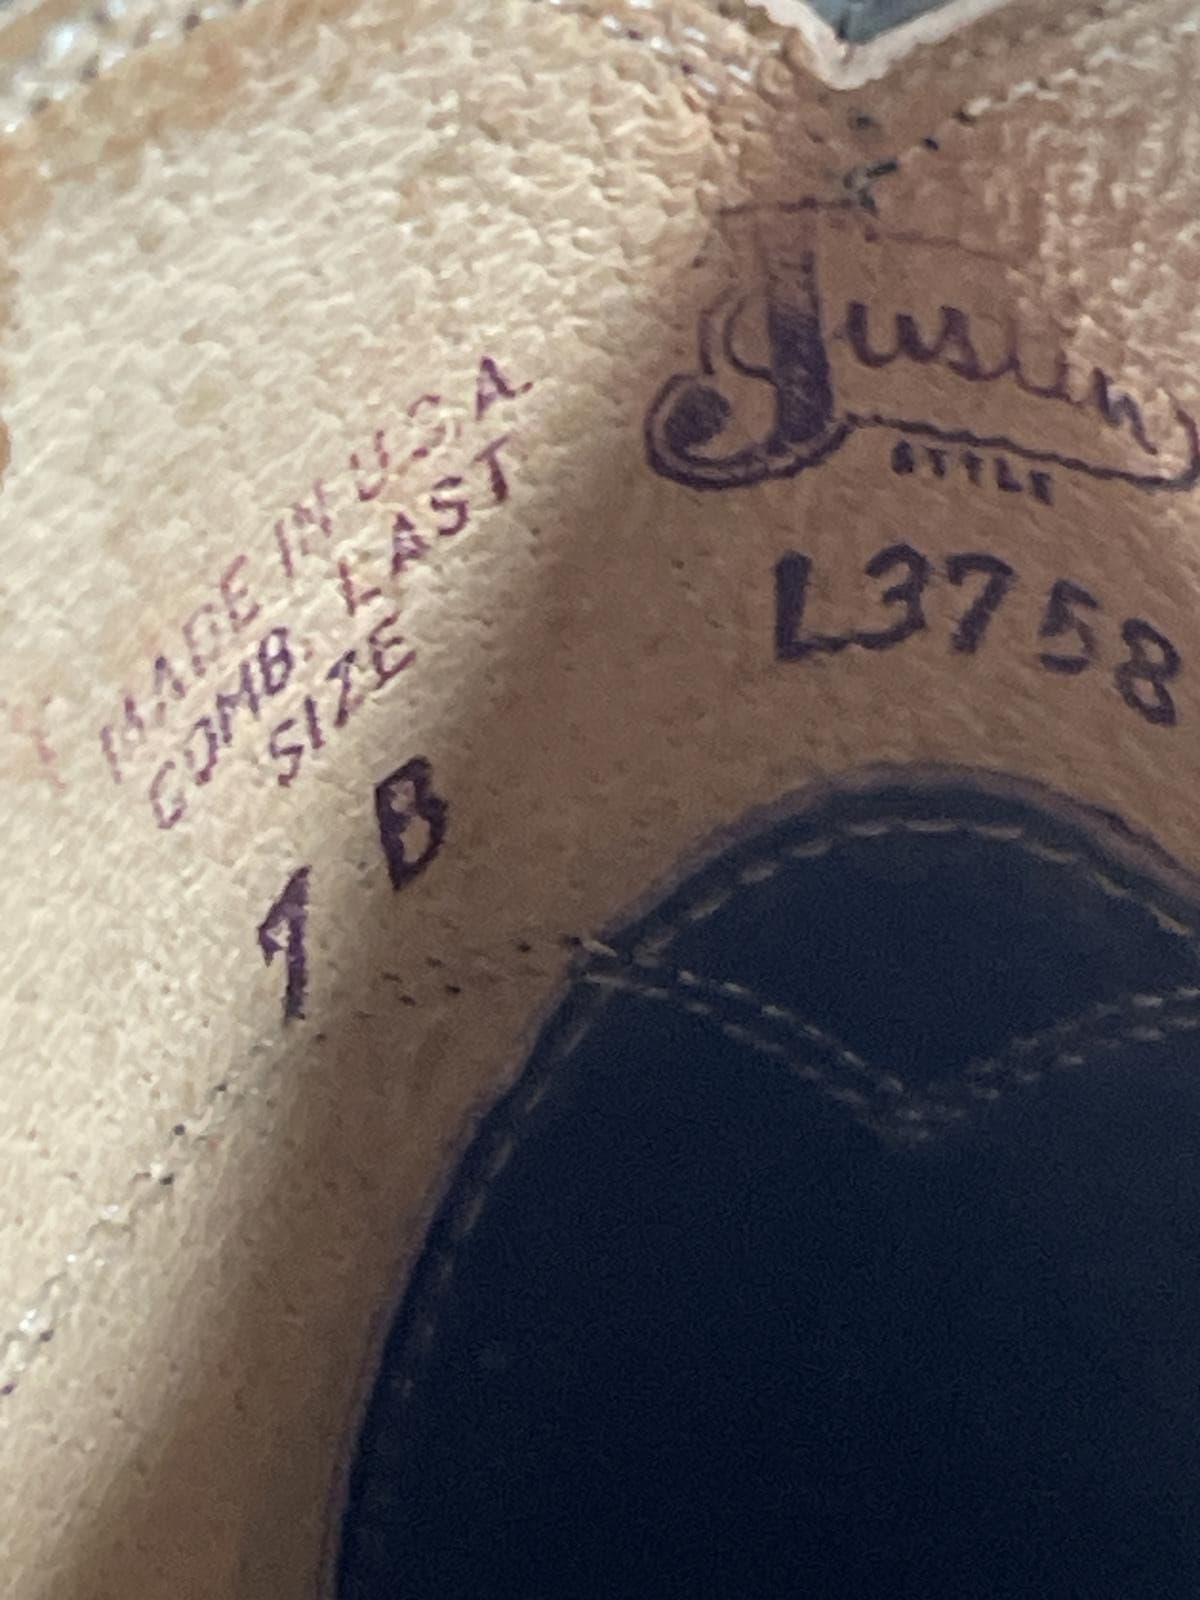 Justin
STYLE
L3758
MADE IN U.S.A.
COMB. LAST
SIZE
7 B